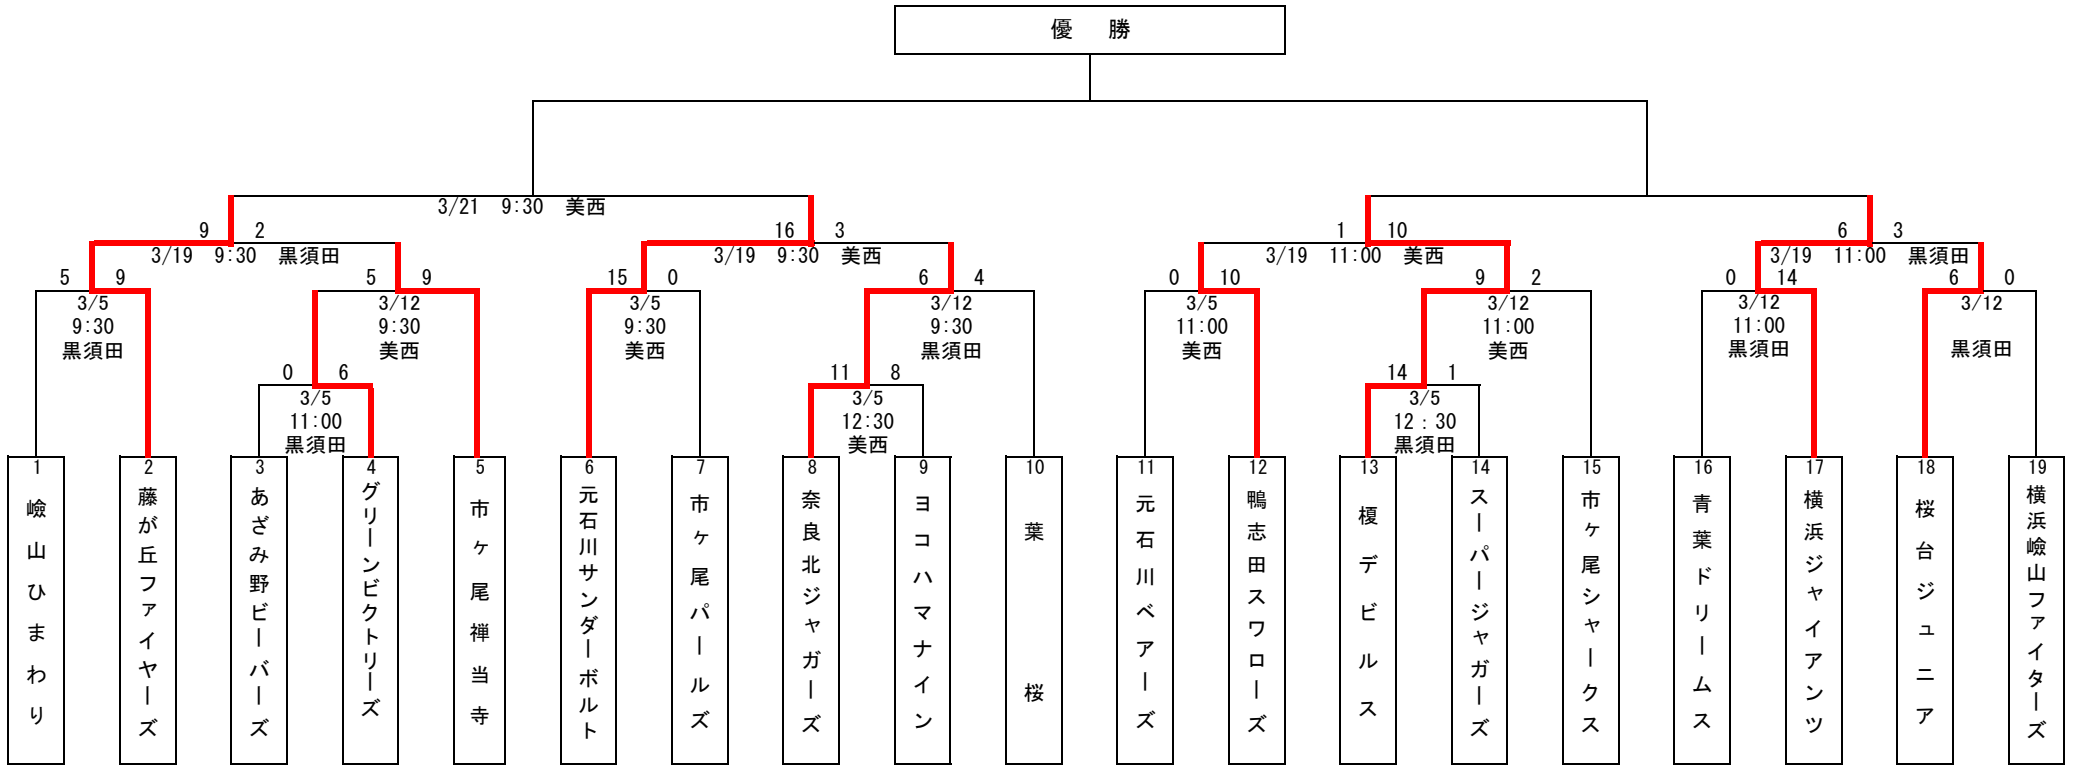 優　勝
3/21　9:30　美西
9　2　16　3　1　10　6　3
3/19　9:30　黒須田　3/19　9:30　美西　3/19　11:00　美西　3/19　11:00　黒須田
5　9　5　9　15　0　6　4　0　10　9　2　0　14　6　0
3/5　3/12　3/5　3/12　3/5　3/12　3/12　3/12
9:30　9:30　9:30　9:30　11:00　11:00　11:00
黒須田　美西　美西　黒須田　美西　美西　黒須田　黒須田
0　6　11　8　14　1
3/5　3/5　3/5
11:00　12:30　12：30
黒須田　美西　黒須田
1
嶮山ひまわり
2
藤が丘ファイヤーズ
3
あざみ野ビーバーズ
4
グリーンビクトリーズ
5
市ヶ尾禅当寺
6
元石川サンダーボルト
7
市ヶ尾パールズ
8
奈良北ジャガーズ
9
ヨコハマナイン
10
葉桜
11
元石川ベアーズ
12
鴨志田スワローズ
13
榎デビルス
14
スーパージャガーズ
15
市ヶ尾シャークス
16
青葉ドリームス
17
横浜ジャイアンツ
18
桜台ジュニア
19
横浜嶮山ファイターズ